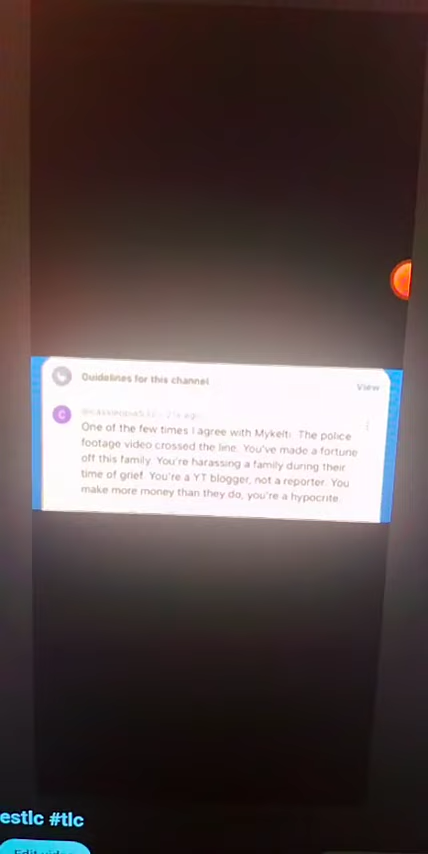 Guidelines for this channel
View
C
One of the few times I agree with Mykelti. The police
footage video crossed the line. You've made a fortune
off this family. You're harassing a family during their
time of grief. You're a YT blogger, not a reporter. You
make more money than they do, you're a hypocrite.
estlc #tlc